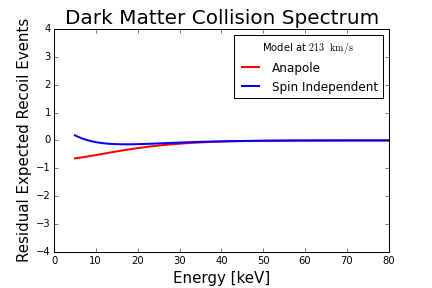 Dark Matter Collision Spectrum
Residual Expected Recoil Events
4
3
2
1
0
−1
−2
−3
−4
Model at 213 km/s
Anapole
Spin Independent
0 10 20 30 40 50 60 70 80
Energy [keV]